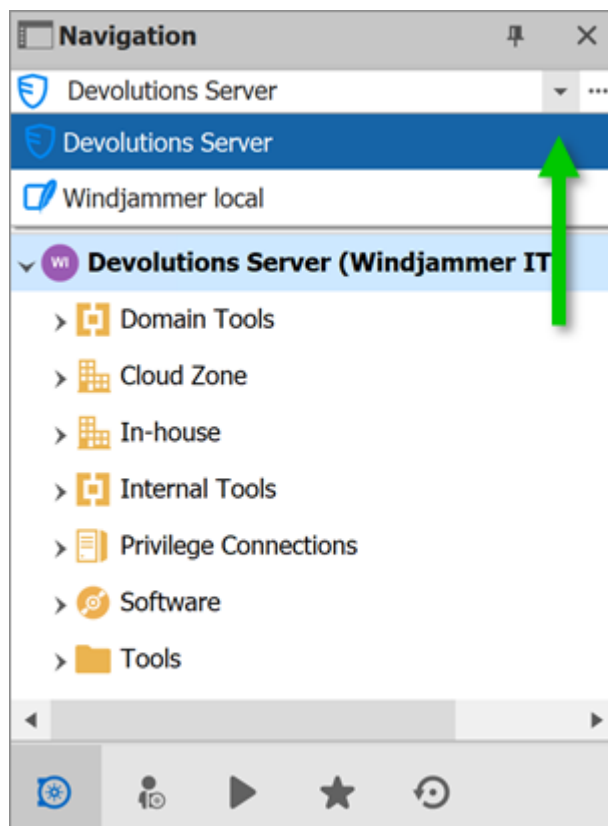 Navigation
Devolutions Server
Devolutions Server
Windjammer local
WI Devolutions Server (Windjammer IT
Domain Tools
Cloud Zone
In-house
Internal Tools
Privilege Connections
Software
Tools